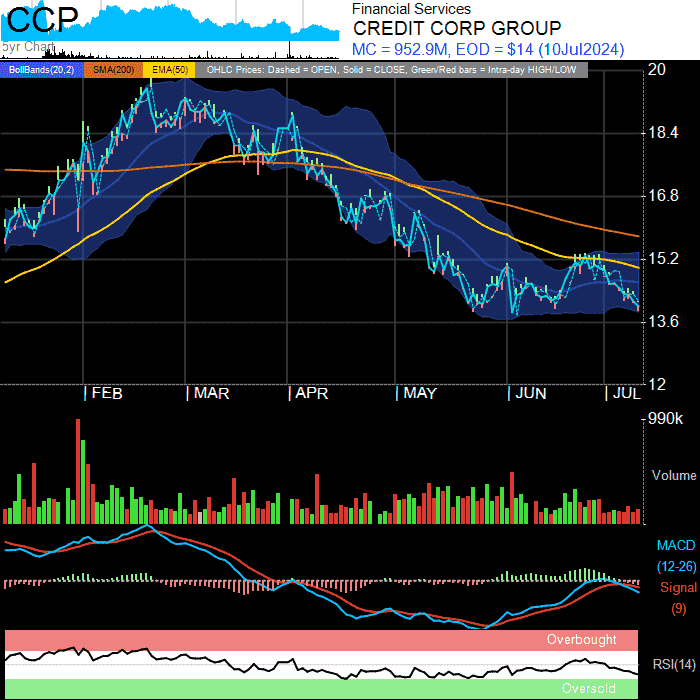 CCP
5yr Chart
Financial Services
CREDIT CORP GROUP
MC = 952.9M, EOD = $14 (10Jul2024)
BollBands(20,2) SMA(200) EMA(50) OHLC Prices: Dashed = OPEN, Solid = CLOSE, Green/Red bars = Intra-day HIGH/LOW
20
18.4
16.8
15.2
13.6
12
| FEB | MAR | APR | MAY | JUN | JUL
990k
Volume
MACD
(12-26)
Signal
(9)
Overbought
RSI(14)
Oversold